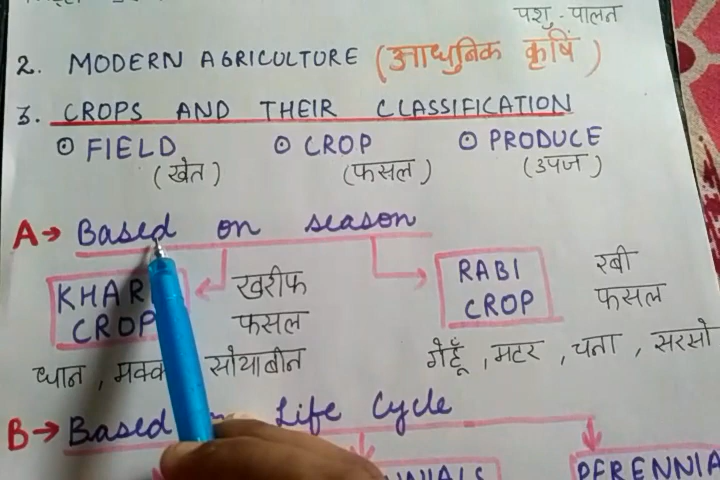 पशु-पालन
2. MODERN AGRICULTURE (आधुनिक कृषि)
3. CROPS AND THEIR CLASSIFICATION
⊙ FIELD ⊙ CROP ⊙ PRODUCE
(खेत) (फसल) (उपज)
A→ Based on season
खरीफ RABI रबी
CROP फसल CROP फसल
धान, सोयाबीन गेहूँ, मटर, चना, सरसो
B→ Based Life Cycle